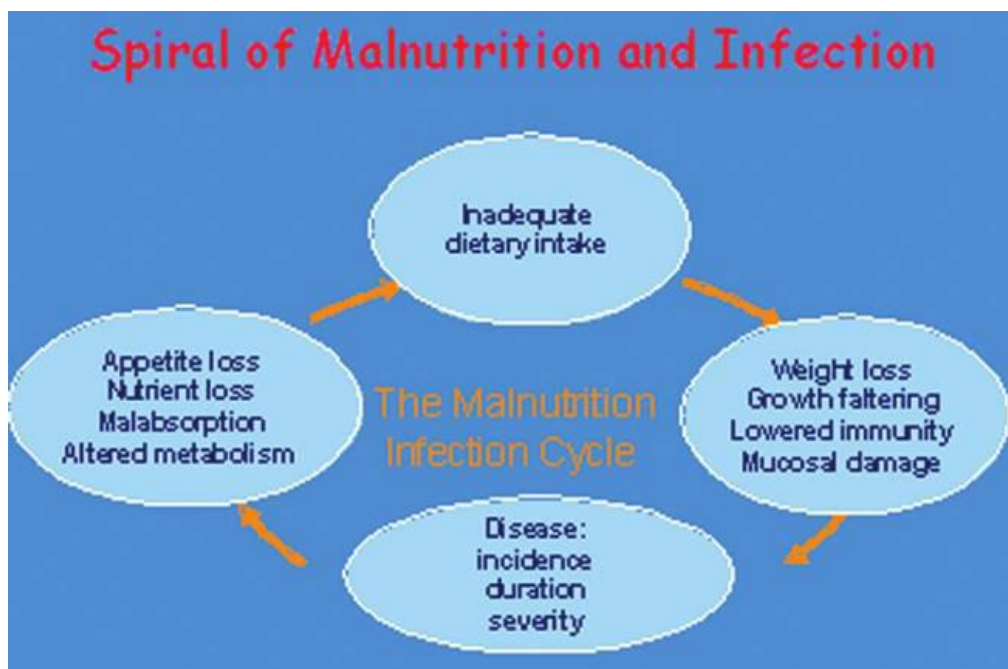 Spiral of Malnutrition and Infection
Inadequate
dietary intake
Appetite loss
Nutrient loss
Malabsorption
Altered metabolism
The Malnutrition
Infection Cycle
Weight loss
Growth faltering
Lowered immunity
Mucosal damage
Disease:
incidence
duration
severity